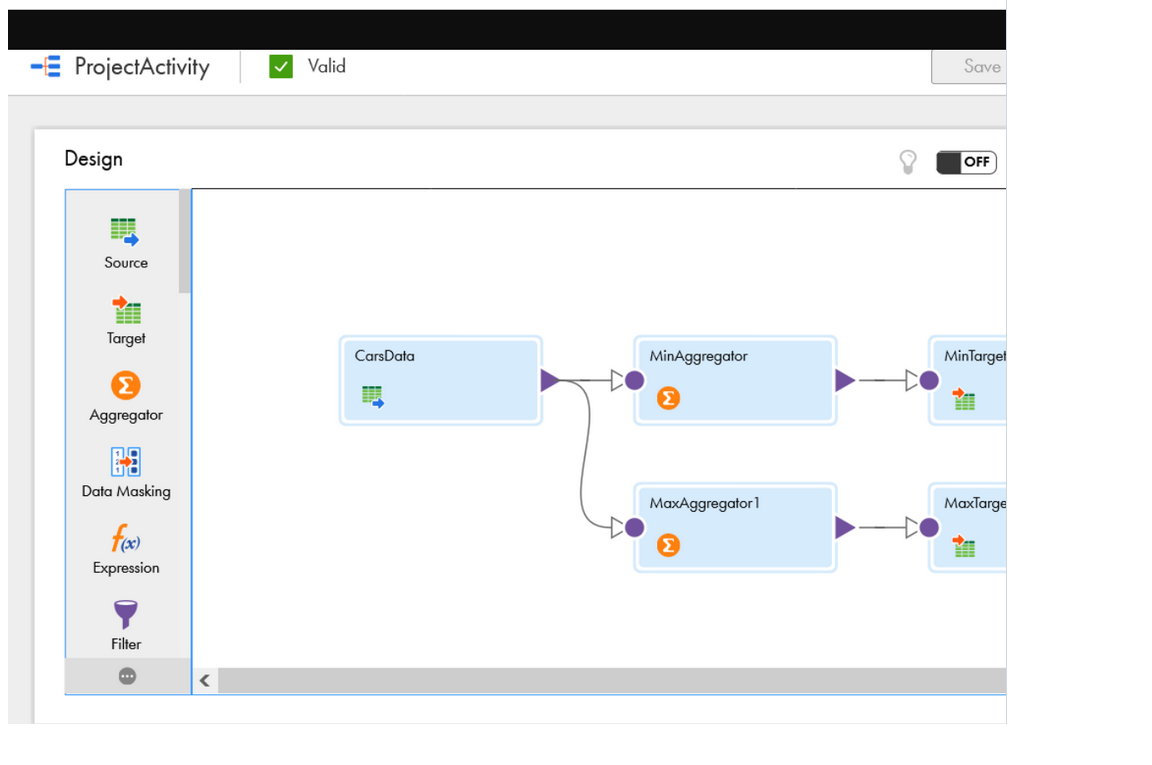 ProjectActivity
Valid
Save
Design
OFF
Source
Target
Aggregator
Data Masking
Expression
f(x)
Filter
CarsData
MinAggregator
MinTarget
MaxAggregator1
MaxTarge